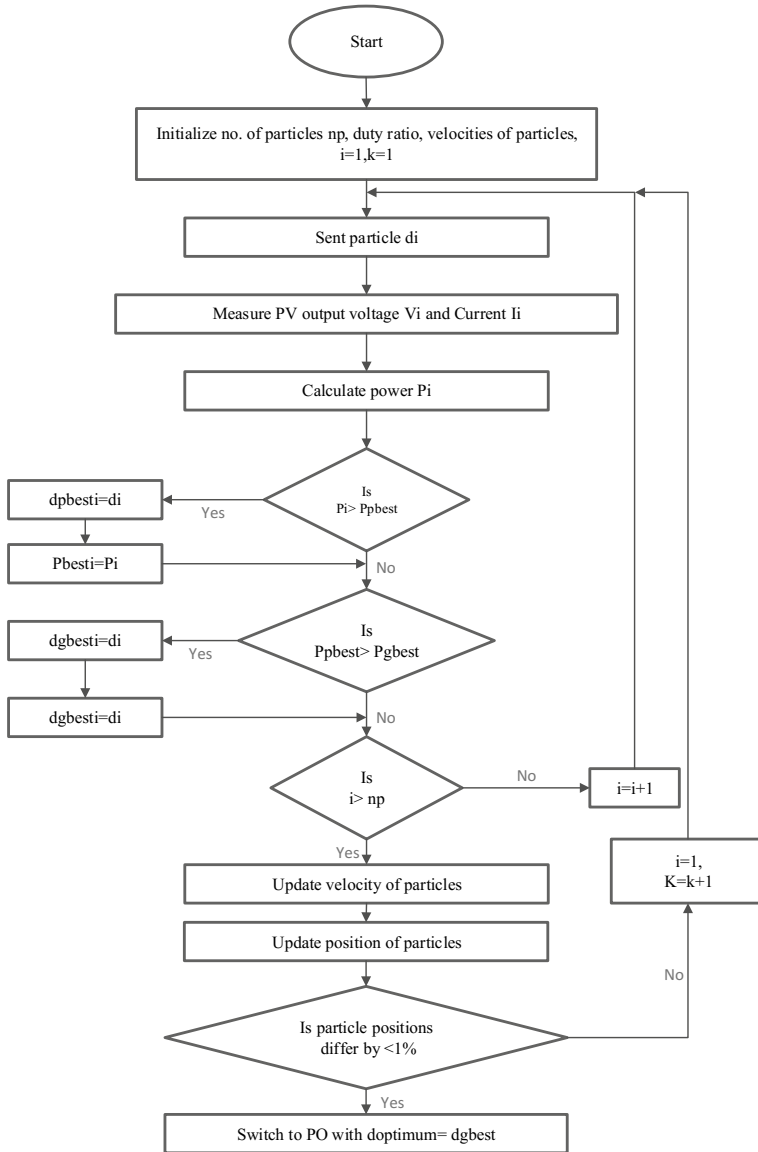 Start
Initialize no. of particles np, duty ratio, velocities of particles,
i=1,k=1
Sent particle di
Measure PV output voltage Vi and Current Ii
Calculate power Pi
Is
Pi> Ppbest
Yes
dpbesti=di
Pbesti=Pi
No
Is
Ppbest> Pgbest
Yes
dgbesti=di
dgbesti=di
No
Is
i> np
No
i=i+1
Yes
Update velocity of particles
i=1,
K=k+1
Update position of particles
No
Is particle positions
differ by <1%
Yes
Switch to PO with doptimum= dgbest